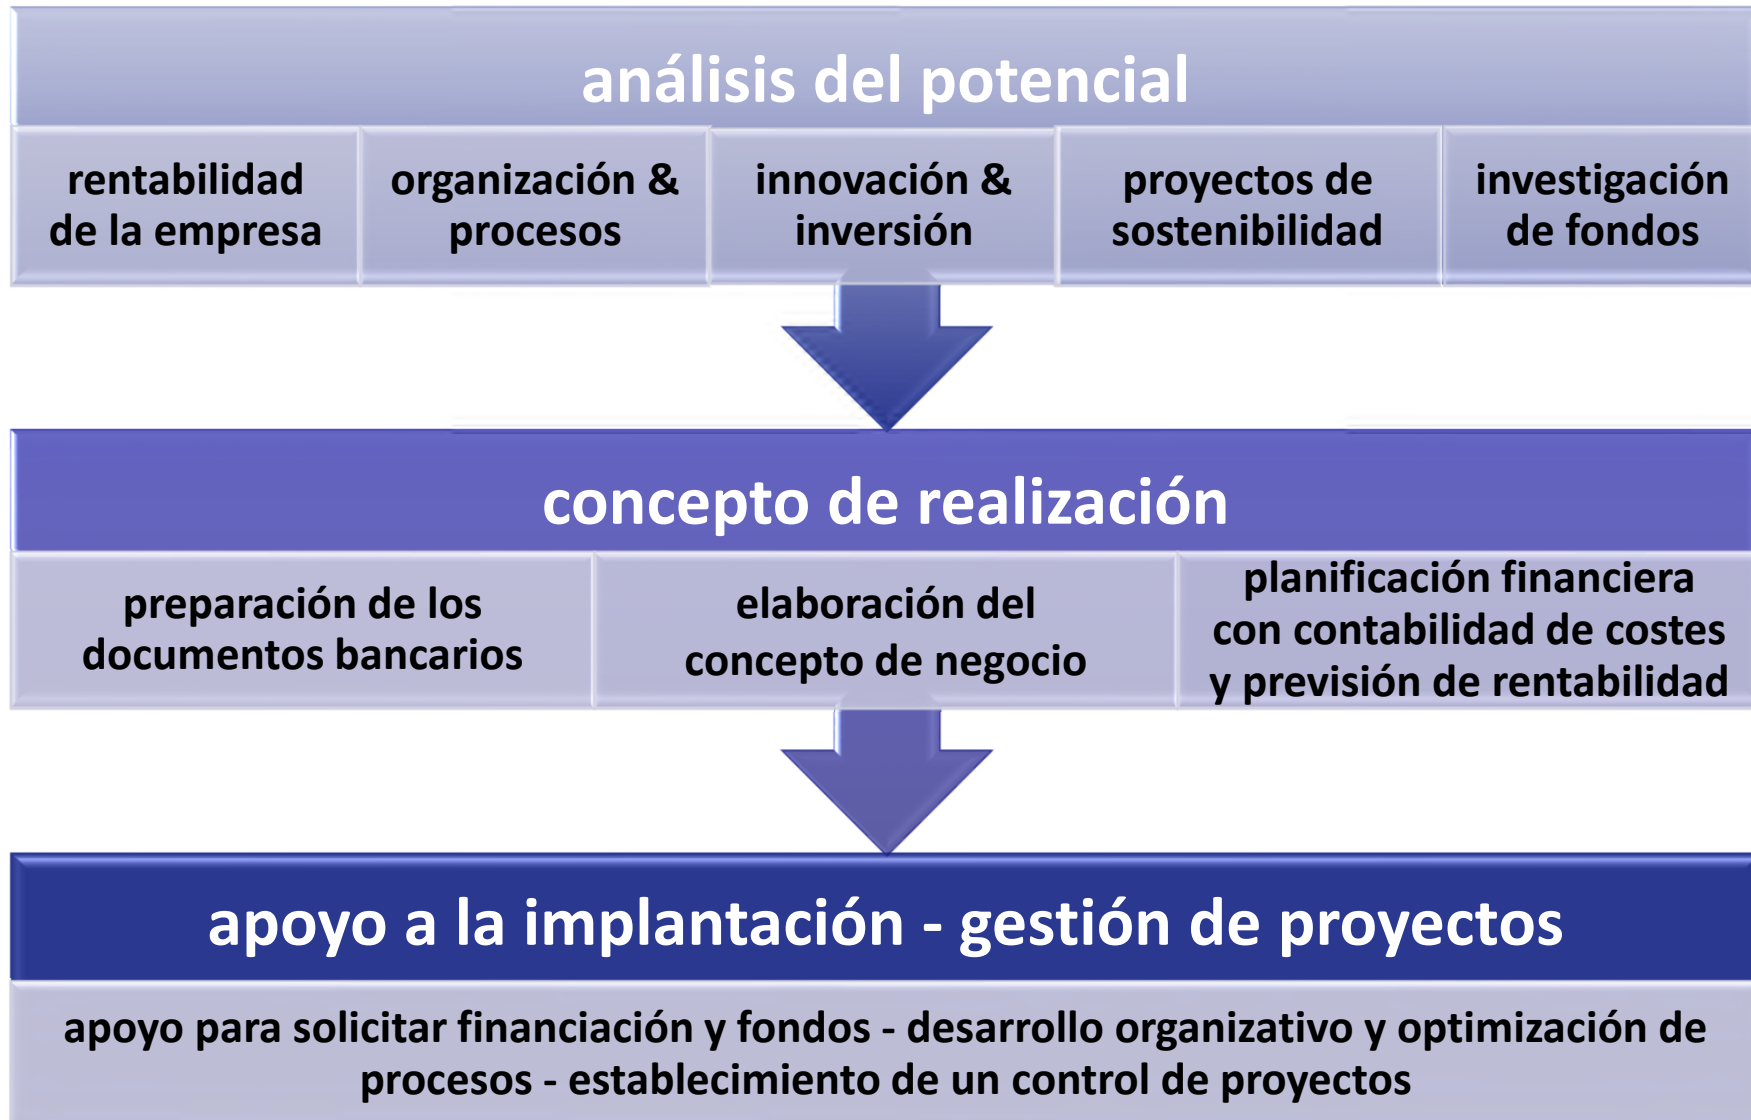 análisis del potencial
rentabilidad
de la empresa
organización &
procesos
innovación &
inversión
proyectos de
sostenibilidad
investigación
de fondos
concepto de realización
preparación de los
documentos bancarios
elaboración del
concepto de negocio
planificación financiera
con contabilidad de costes
y previsión de rentabilidad
apoyo a la implantación - gestión de proyectos
apoyo para solicitar financiación y fondos - desarrollo organizativo y optimización de
procesos - establecimiento de un control de proyectos